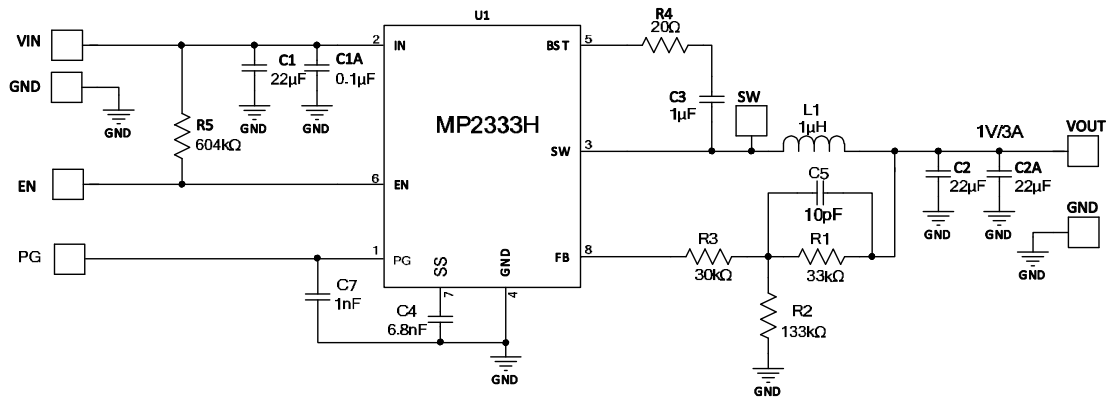 U1
VIN
2
IN
C1
22µF
C1A
0.1µF
BST
5
R4
20Ω
GND
GND
GND
GND
R5
604kΩ
MP2333H
C3
1µF
SW
L1
1µH
1V/3A
VOUT
SW
3
EN
6
EN
C5
10pF
C2
22µF
C2A
22µF
GND
GND
GND
GND
PG
1
PG
SS
GND
FB
8
R3
30kΩ
R1
33kΩ
C7
1nF
7
4
C4
6.8nF
R2
133kΩ
GND
GND